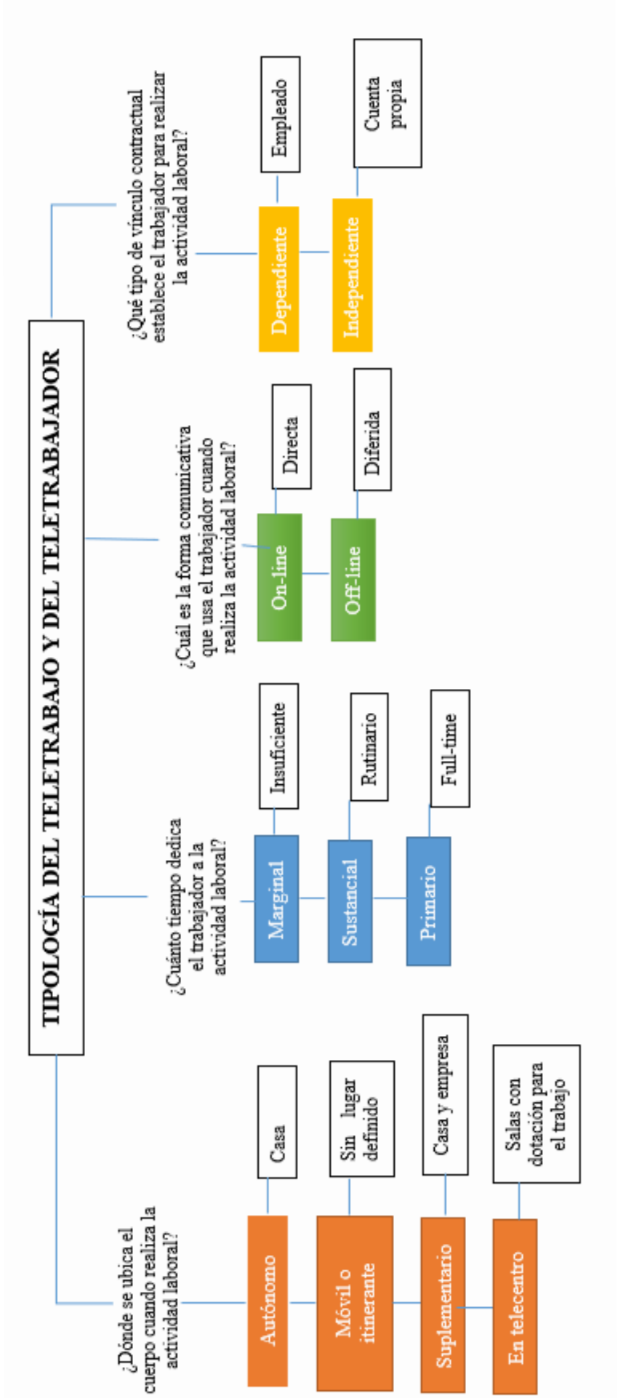 TIPOLOGÍA DEL TELETRABAJO Y DEL TELETRABAJADOR
¿Dónde se ubica el
cuerpo cuando realiza la
actividad laboral?
Autónomo
Casa
Móvil o
itinerante
Sin lugar
definido
Suplementario
Casa y empresa
En telecentro
Salas con
dotación para
el trabajo
¿Cuánto tiempo dedica
el trabajador a la
actividad laboral?
Marginal
Insuficiente
Sustancial
Rutinario
Primario
Full-time
¿Cuál es la forma comunicativa
que usa el trabajador cuando
realiza la actividad laboral?
On-line
Directa
Off-line
Diferida
¿Qué tipo de vínculo contractual
establece el trabajador para realizar
la actividad laboral?
Dependiente
Empleado
Independiente
Cuenta
propia